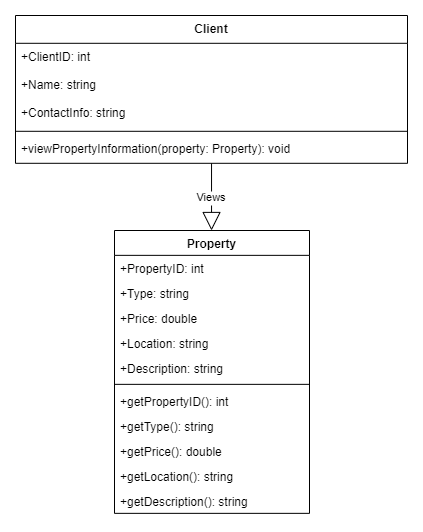 Client
+ClientID: int
+Name: string
+ContactInfo: string
+viewPropertyInformation(property: Property): void
Views
Property
+PropertyID: int
+Type: string
+Price: double
+Location: string
+Description: string
+getPropertyID(): int
+getType(): string
+getPrice(): double
+getLocation(): string
+getDescription(): string